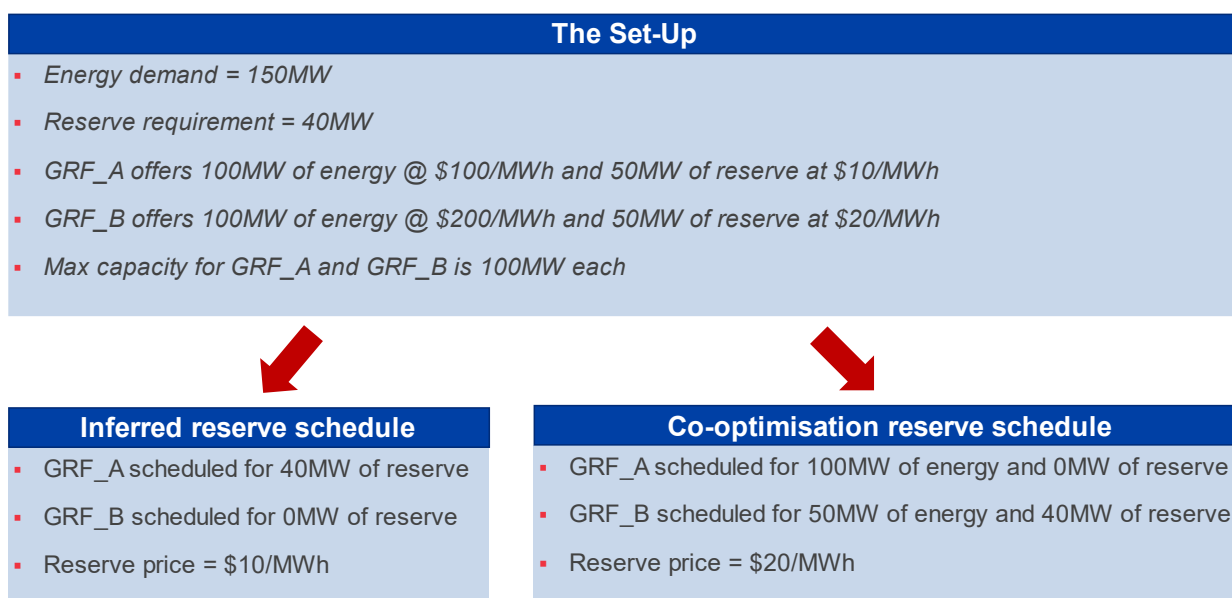 The Set-Up
▪ Energy demand = 150MW
▪ Reserve requirement = 40MW
▪ GRF_A offers 100MW of energy @ $100/MWh and 50MW of reserve at $10/MWh
▪ GRF_B offers 100MW of energy @ $200/MWh and 50MW of reserve at $20/MWh
▪ Max capacity for GRF_A and GRF_B is 100MW each
Inferred reserve schedule
▪ GRF_A scheduled for 40MW of reserve
▪ GRF_B scheduled for 0MW of reserve
▪ Reserve price = $10/MWh
Co-optimisation reserve schedule
▪ GRF_A scheduled for 100MW of energy and 0MW of reserve
▪ GRF_B scheduled for 50MW of energy and 40MW of reserve
▪ Reserve price = $20/MWh